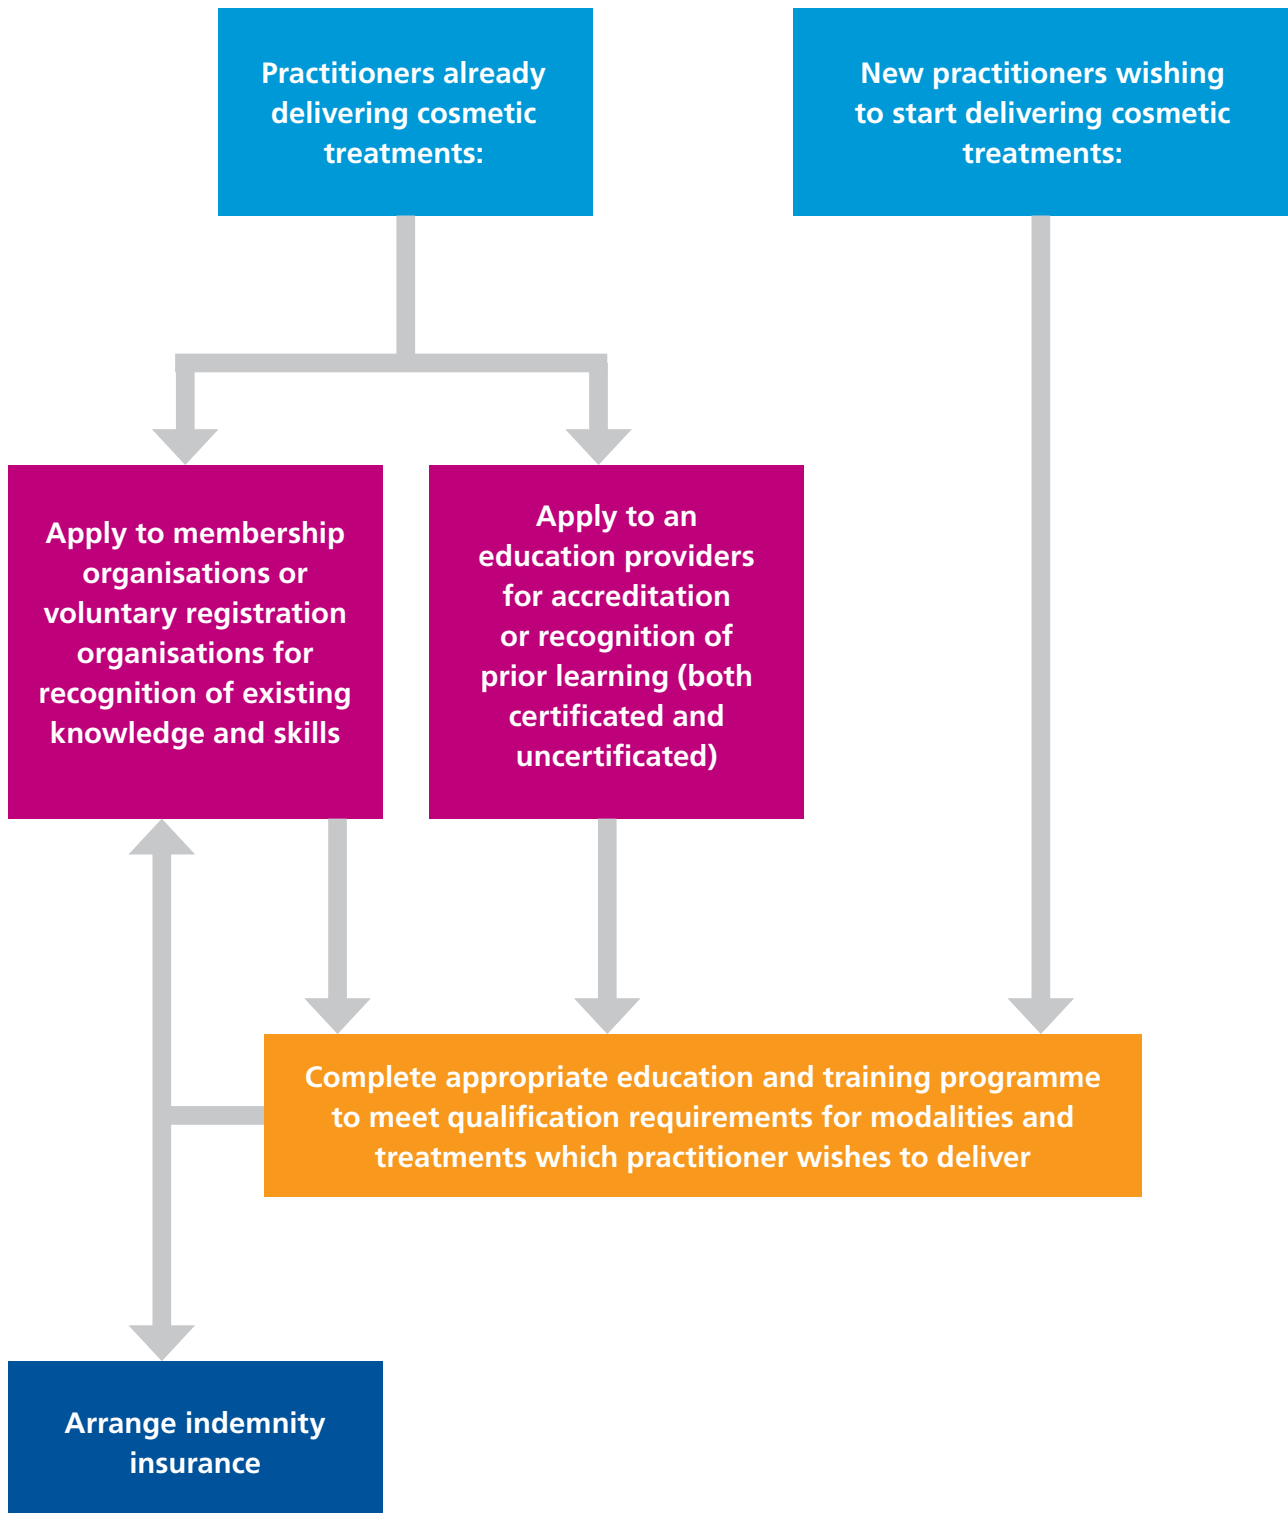 Practitioners already
delivering cosmetic
treatments:
New practitioners wishing
to start delivering cosmetic
treatments:
Apply to membership
organisations or
voluntary registration
organisations for
recognition of existing
knowledge and skills
Apply to an
education providers
for accreditation
or recognition of
prior learning (both
certificated and
uncertificated)
Complete appropriate education and training programme
to meet qualification requirements for modalities and
treatments which practitioner wishes to deliver
Arrange indemnity
insurance